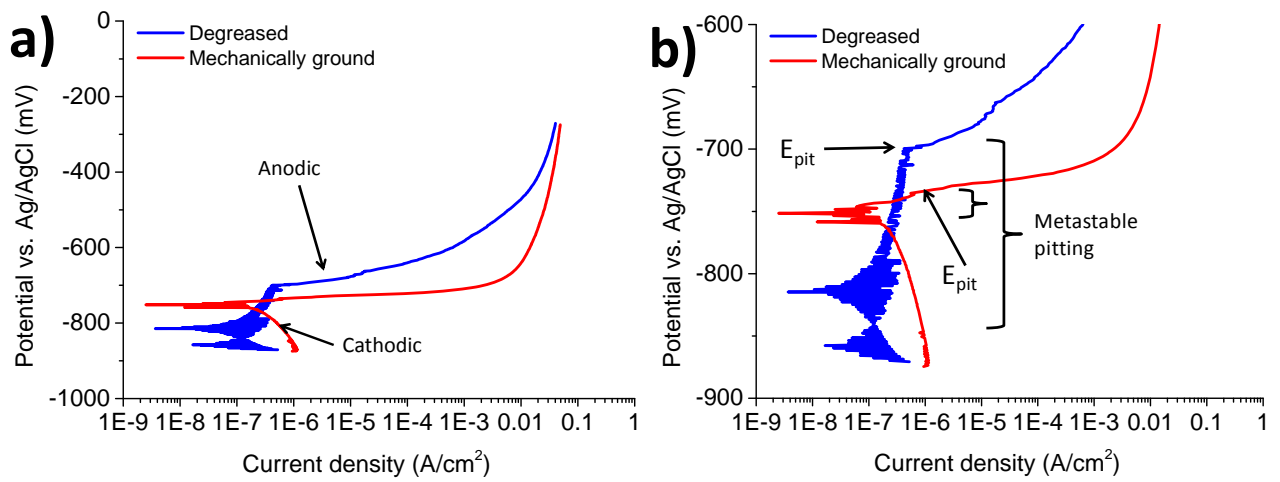 a)
Degreased
Mechanically ground
Anodic
Cathodic
0
-200
-400
-600
-800
-1000
Potential vs. Ag/AgCl (mV)
1E-9 1E-8 1E-7 1E-6 1E-5 1E-4 1E-3 0.01 0.1 1
Current density (A/cm²)
b)
Degreased
Mechanically ground
E_pit
E_pit
Metastable
pitting
-600
-700
-800
-900
Potential vs. Ag/AgCl (mV)
1E-9 1E-8 1E-7 1E-6 1E-5 1E-4 1E-3 0.01 0.1 1
Current density (A/cm²)